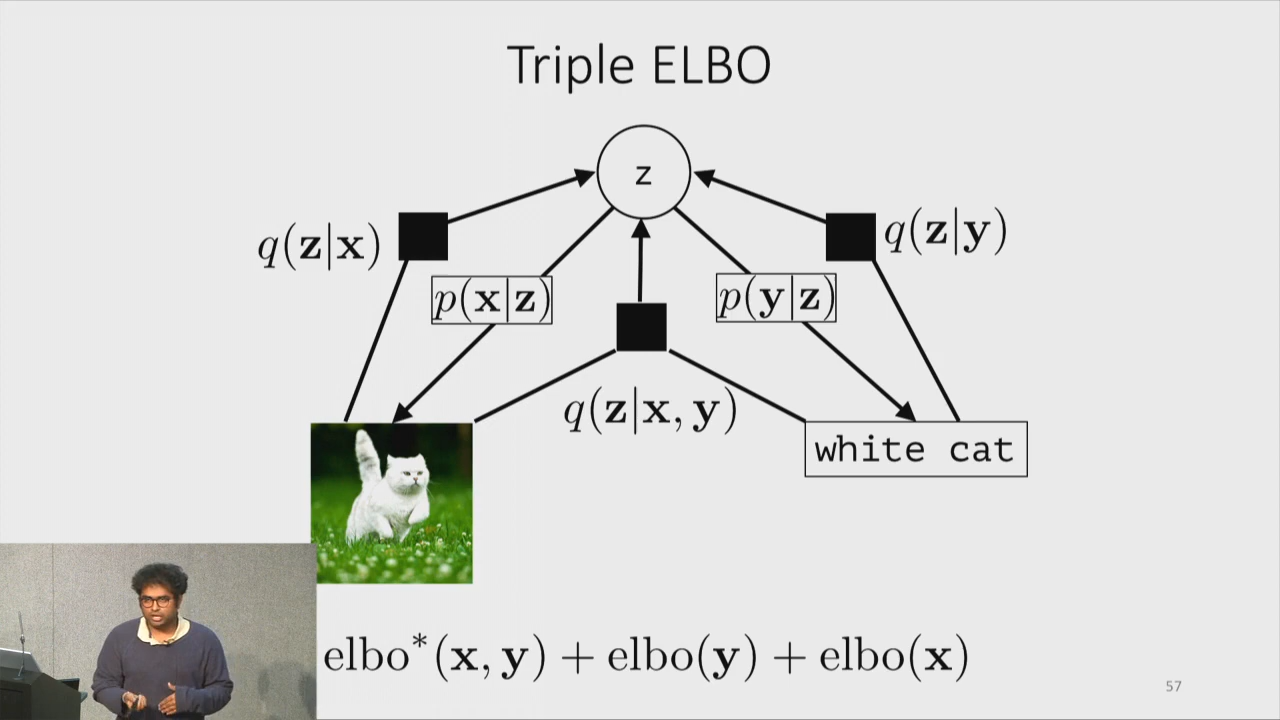 Triple ELBO
z
q(z|x)
q(z|y)
p(x|z)
p(y|z)
q(z|x, y)
white cat
elbo*(x, y) + elbo(y) + elbo(x)
57